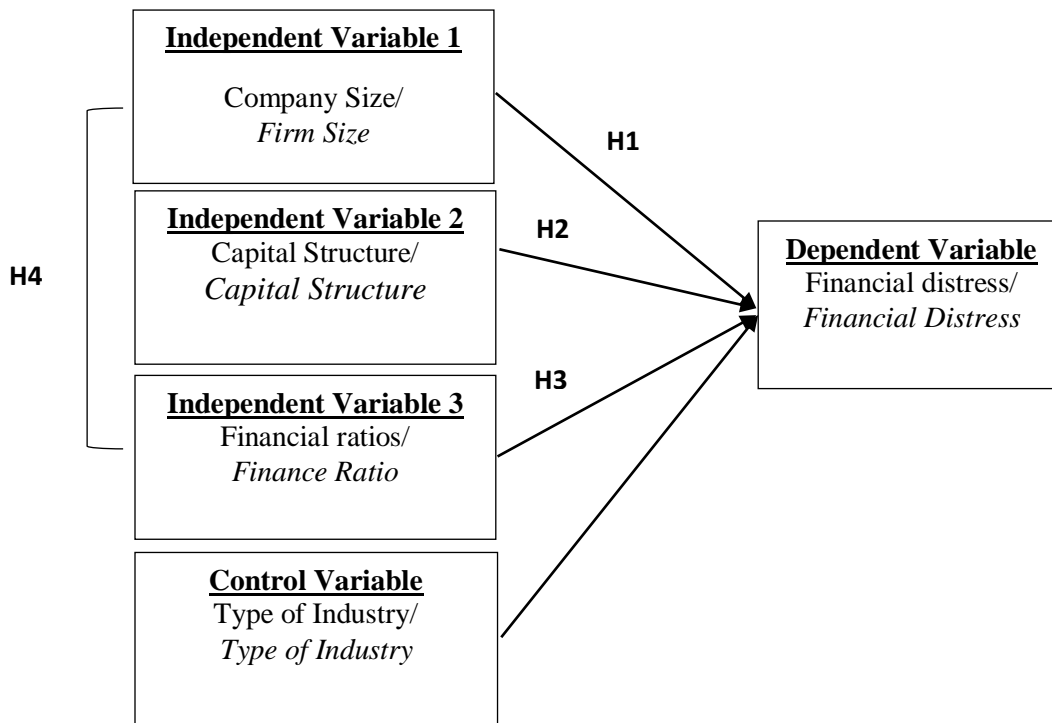 Independent Variable 1
Company Size/
Firm Size
H1
Independent Variable 2
Capital Structure/
Capital Structure
H2
Dependent Variable
Financial distress/
Financial Distress
H4
Independent Variable 3
Financial ratios/
Finance Ratio
H3
Control Variable
Type of Industry/
Type of Industry